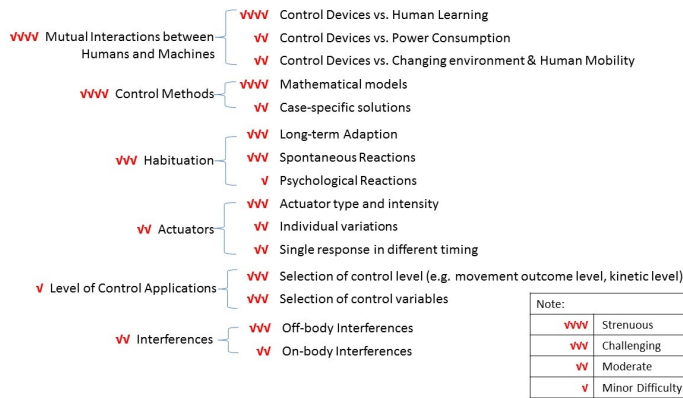 √√√√ Control Devices vs. Human Learning
√√√√ Mutual Interactions between
Humans and Machines
√√ Control Devices vs. Power Consumption
√√ Control Devices vs. Changing environment & Human Mobility
√√√√ Control Methods
√√√√ Mathematical models
√√ Case-specific solutions
√√√ Habituation
√√√ Long-term Adaption
√√√ Spontaneous Reactions
√ Psychological Reactions
√√ Actuators
√√√ Actuator type and intensity
√√ Individual variations
√√ Single response in different timing
√ Level of Control Applications
√√√ Selection of control level (e.g. movement outcome level, kinetic level)
√√√ Selection of control variables
√√ Interferences
√√√ Off-body Interferences
√√ On-body Interferences
Note:
√√√√ Strenuous
√√√ Challenging
√√ Moderate
√ Minor Difficulty